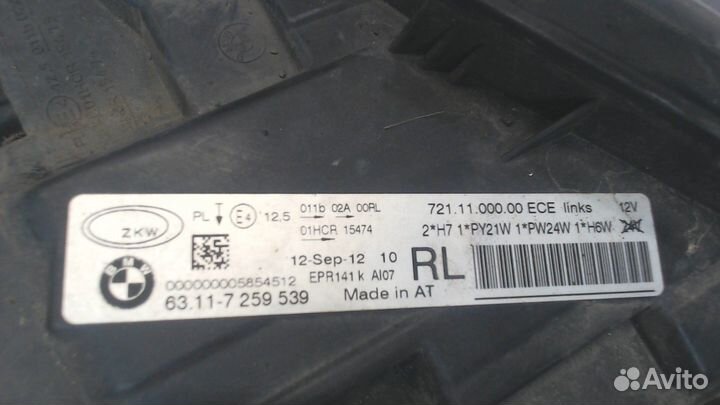 ZKW PL E4 12,5 011b 02A 00RL 721.11.000.00 ECE links 12V
01HCR 15474 2*H7 1*PY21W 1*PW24W 1*H6W
12-Sep-12 10 RL
BMW 000000005854512 EPR141 k AI07
63.11-7 259 539 Made in AT
Avito